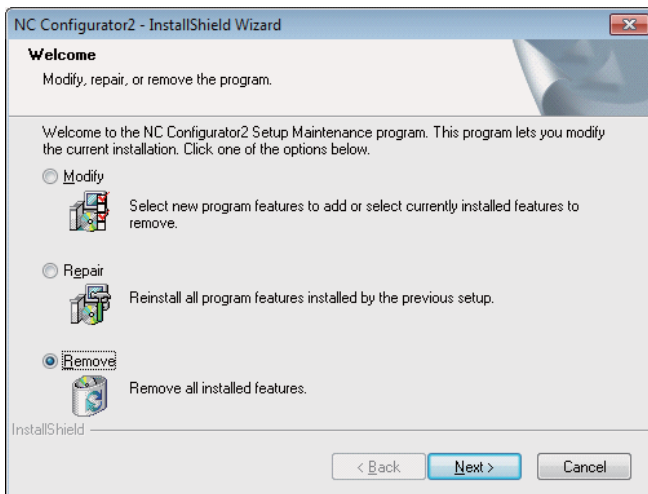 NC Configurator2 - InstallShield Wizard
Welcome
Modify, repair, or remove the program.
Welcome to the NC Configurator2 Setup Maintenance program. This program lets you modify
the current installation. Click one of the options below.
Modify
Select new program features to add or select currently installed features to
remove.
Repair
Reinstall all program features installed by the previous setup.
Remove
Remove all installed features.
InstallShield
< Back Next > Cancel